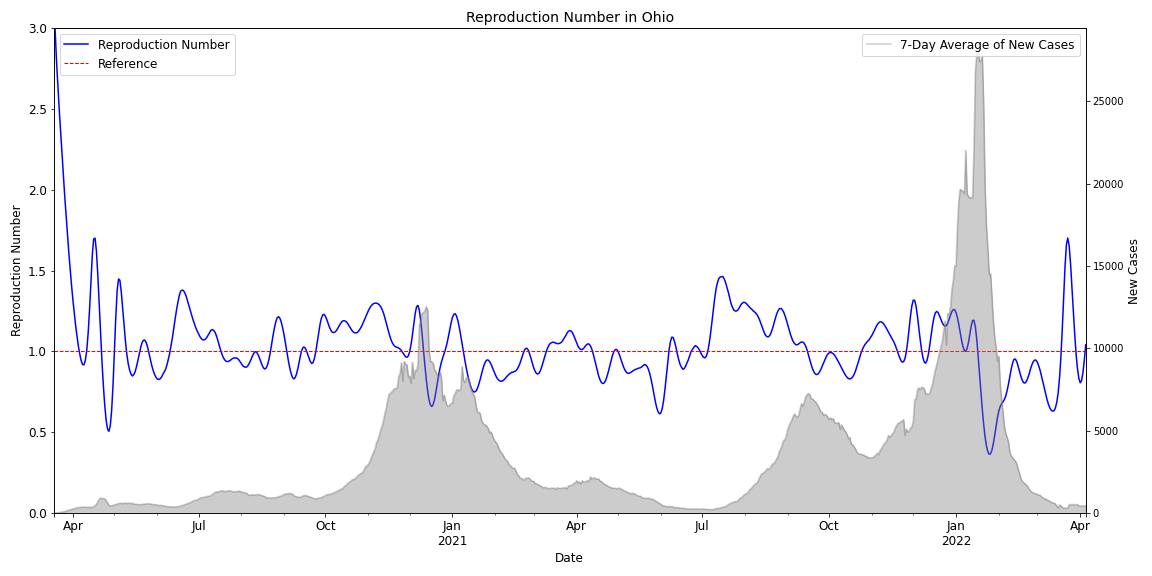 Reproduction Number in Ohio
Reproduction Number
Reference
7-Day Average of New Cases
3.0
2.5
2.0
1.5
1.0
0.5
0.0
Reproduction Number
25000
20000
15000
10000
5000
0
New Cases
Apr Jul Oct Jan Apr Jul Oct Jan Apr
2021 2022
Date